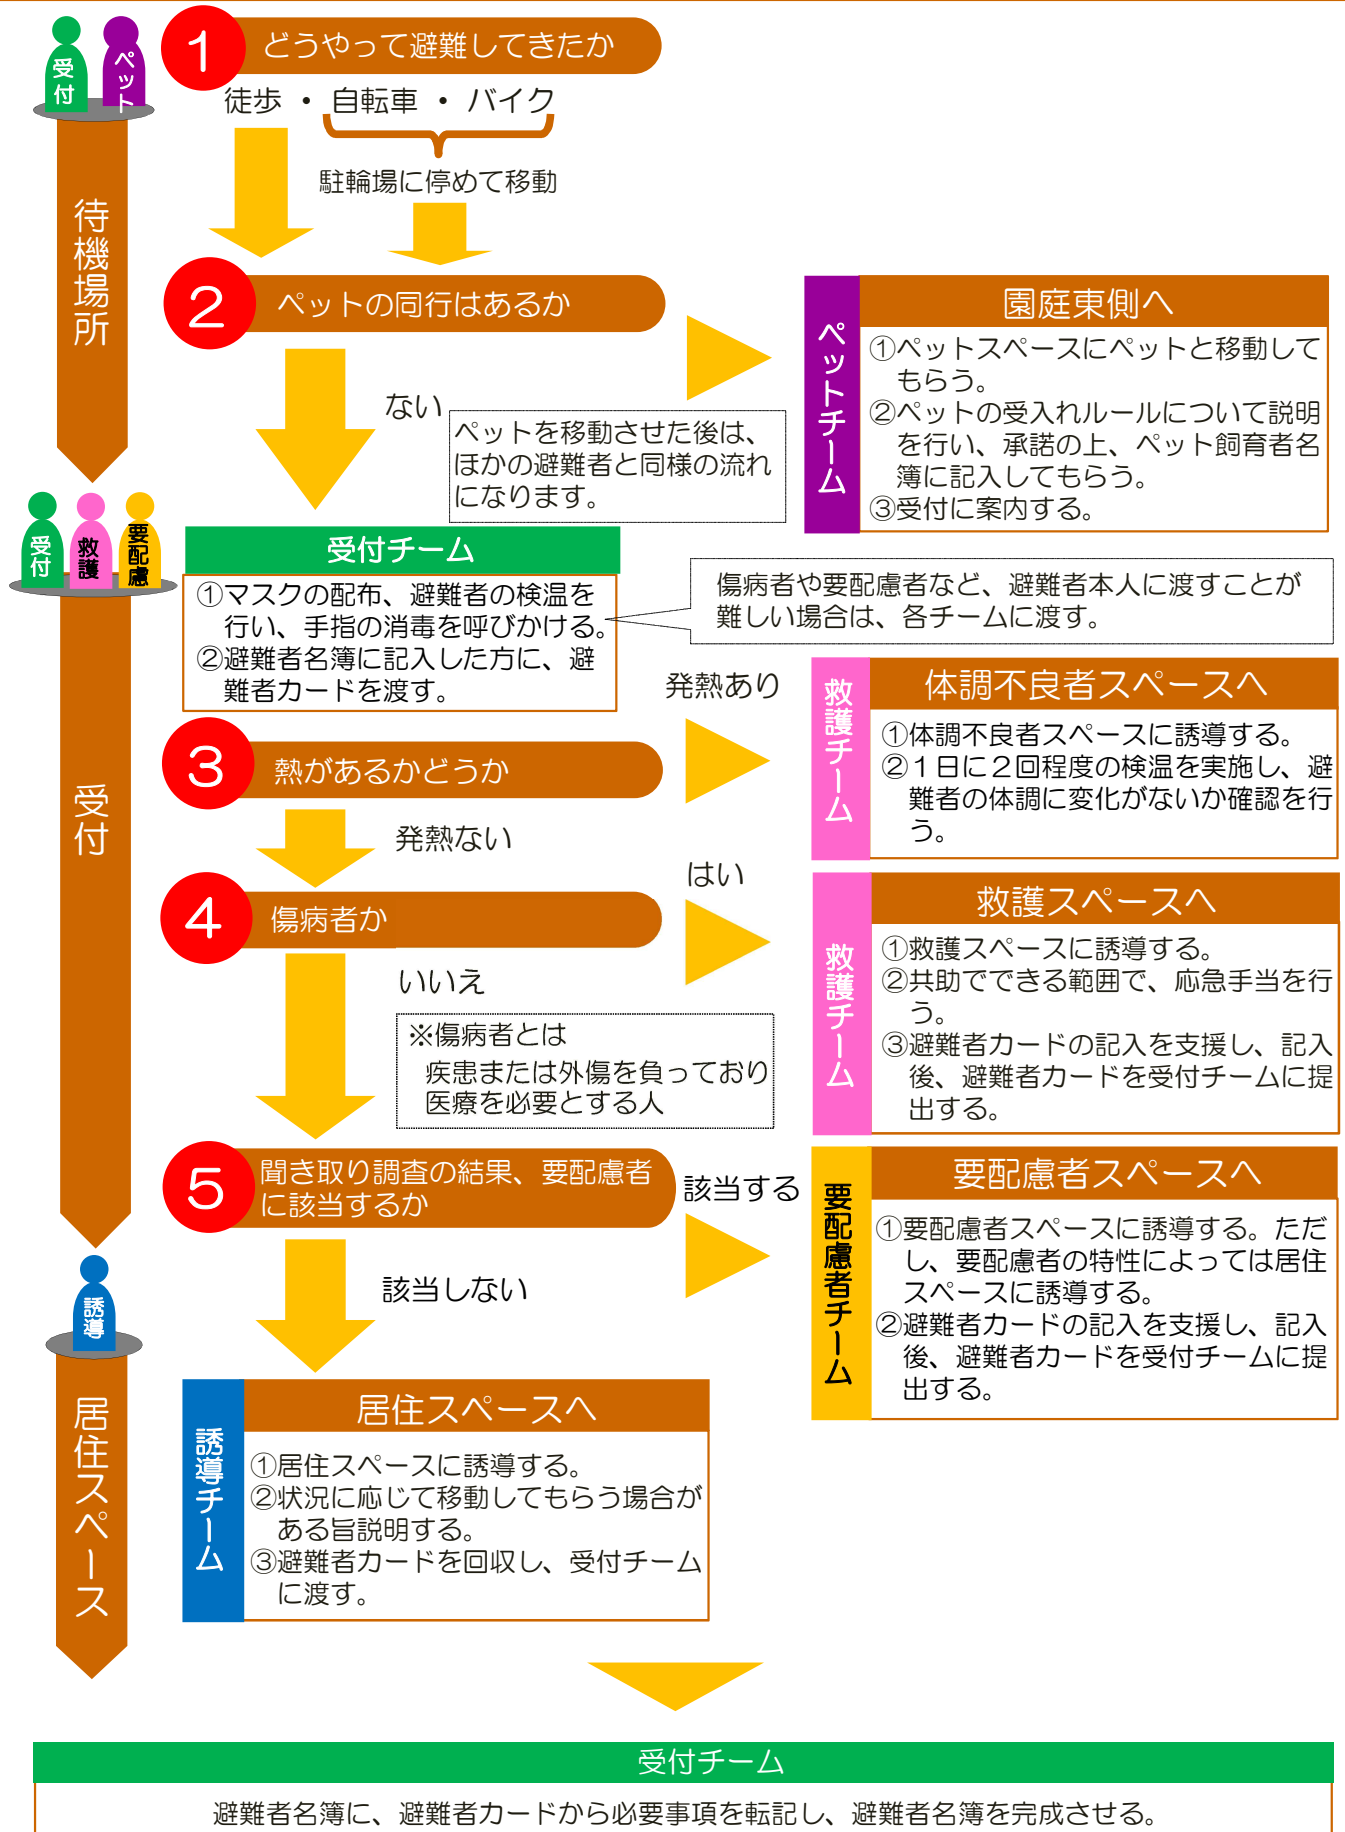 受付
ペット
1
どうやって避難してきたか
徒歩 ・ 自転車 ・ バイク
駐輪場に停めて移動
待機場所
2
ペットの同行はあるか
ない
ペットを移動させた後は、
ほかの避難者と同様の流れ
になります。
ペットチーム
園庭東側へ
①ペットスペースにペットと移動して
もらう。
②ペットの受入れルールについて説明
を行い、承諾の上、ペット飼育者名
簿に記入してもらう。
③受付に案内する。
受付
救護
要配慮
受付チーム
①マスクの配布、避難者の検温を
行い、手指の消毒を呼びかける。
②避難者名簿に記入した方に、避
難者カードを渡す。
傷病者や要配慮者など、避難者本人に渡すことが
難しい場合は、各チームに渡す。
受付
3
熱があるかどうか
発熱あり
発熱ない
救護チーム
体調不良者スペースへ
①体調不良者スペースに誘導する。
②１日に２回程度の検温を実施し、避
難者の体調に変化がないか確認を行
う。
4
傷病者か
はい
いいえ
※傷病者とは
疾患または外傷を負っており
医療を必要とする人
救護チーム
救護スペースへ
①救護スペースに誘導する。
②共助でできる範囲で、応急手当を行
う。
③避難者カードの記入を支援し、記入
後、避難者カードを受付チームに提
出する。
5
聞き取り調査の結果、要配慮者
に該当するか
該当する
該当しない
要配慮者チーム
要配慮者スペースへ
①要配慮者スペースに誘導する。ただ
し、要配慮者の特性によっては居住
スペースに誘導する。
②避難者カードの記入を支援し、記入
後、避難者カードを受付チームに提
出する。
誘導
居住スペース
誘導チーム
居住スペースへ
①居住スペースに誘導する。
②状況に応じて移動してもらう場合が
ある旨説明する。
③避難者カードを回収し、受付チーム
に渡す。
受付チーム
避難者名簿に、避難者カードから必要事項を転記し、避難者名簿を完成させる。